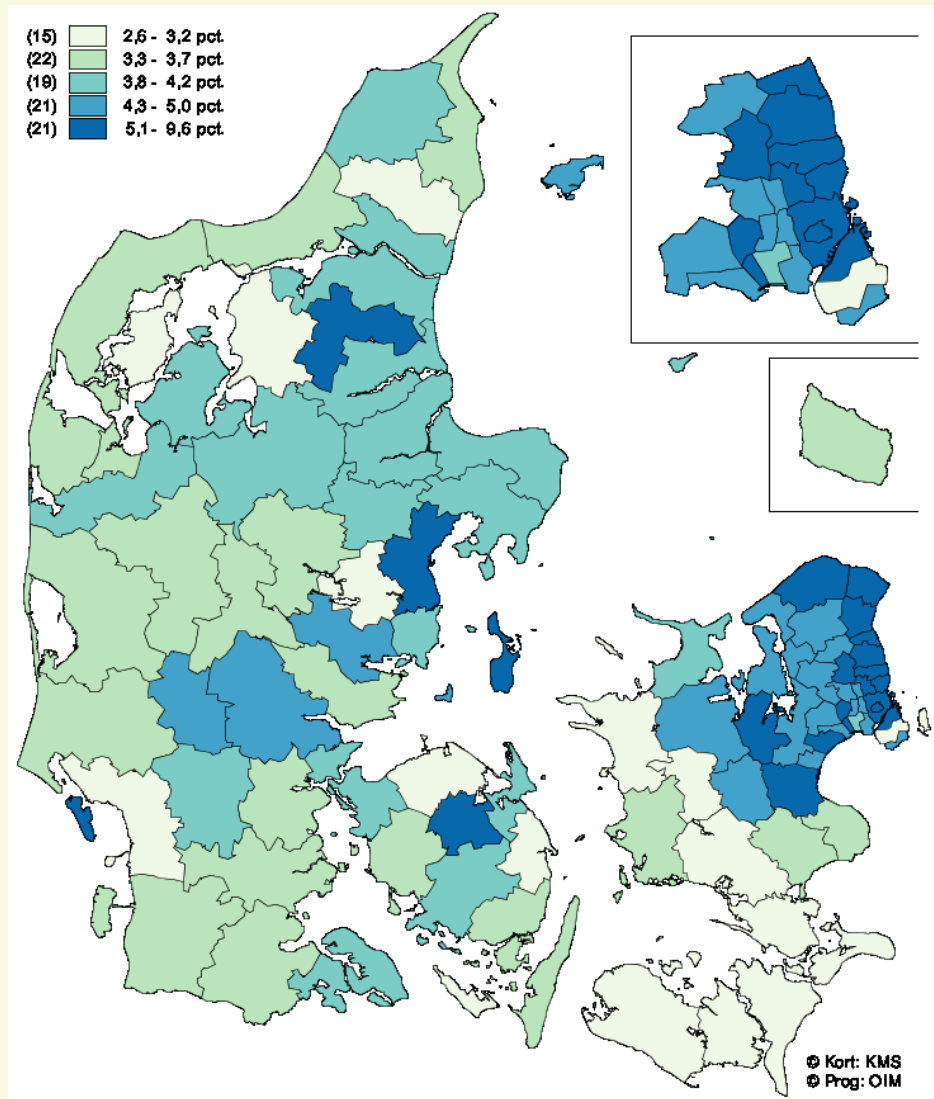 (15) 2,6 - 3,2 pct.
(22) 3,3 - 3,7 pct.
(19) 3,8 - 4,2 pct.
(21) 4,3 - 5,0 pct.
(21) 5,1 - 9,6 pct.
© Kort: KMS
© Prog: OIM